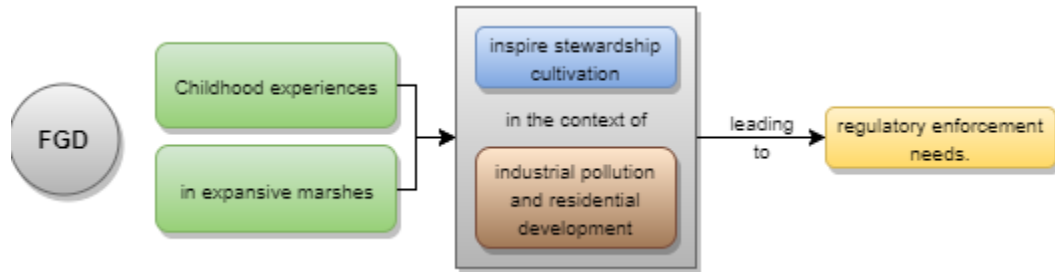 FGD
Childhood experiences
in expansive marshes
inspire stewardship
cultivation
in the context of
industrial pollution
and residential
development
leading
to
regulatory enforcement
needs.